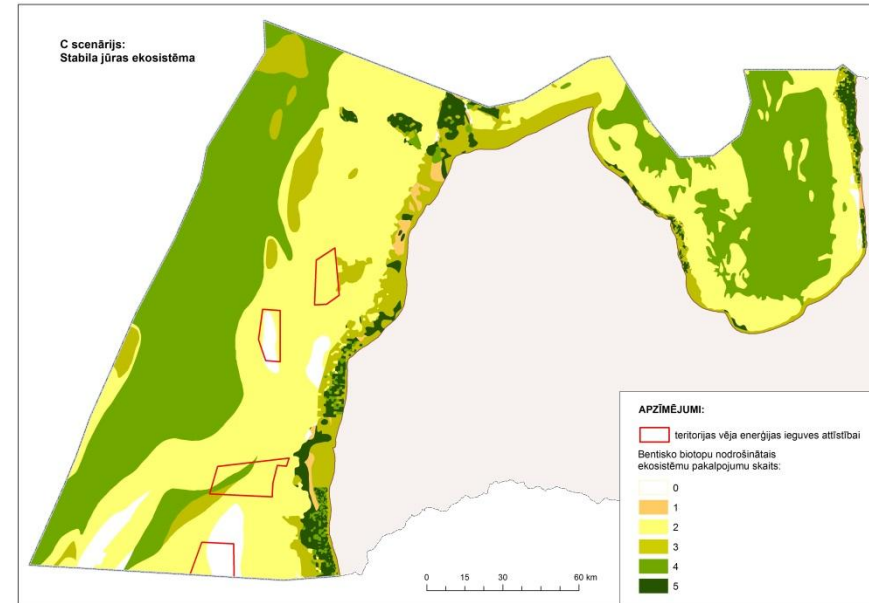 C scenārijs:
Stabila jūras ekosistēma
APZĪMĒJUMI:
teritorijas vēja enerģijas ieguves attīstībai
Bentisko biotopu nodrošinātais
ekosistēmu pakalpojumu skaits:
0
1
2
3
4
5
0 15 30 60 km